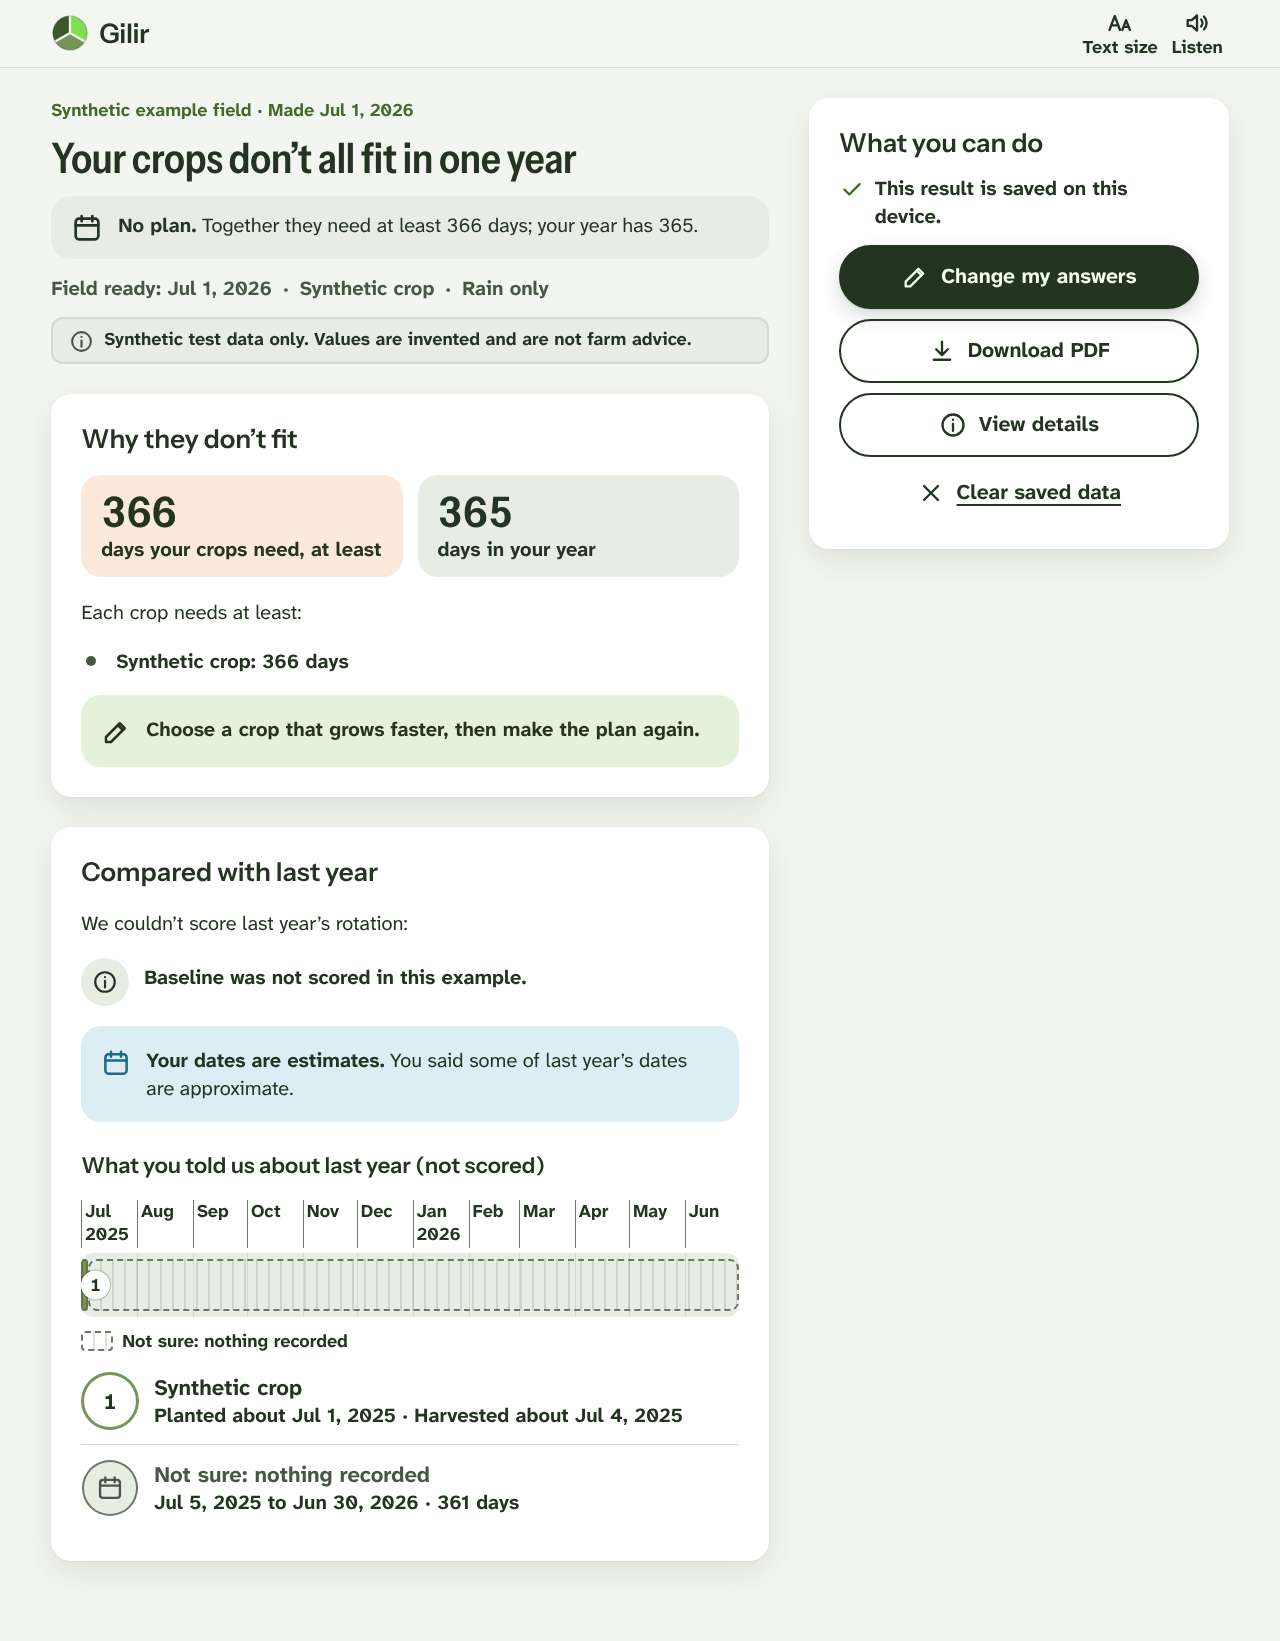 Gilir
Text size
Listen
Synthetic example field · Made Jul 1, 2026
Your crops don’t all fit in one year
No plan. Together they need at least 366 days; your year has 365.
Field ready: Jul 1, 2026 · Synthetic crop · Rain only
Synthetic test data only. Values are invented and are not farm advice.
Why they don’t fit
366
days your crops need, at least
365
days in your year
Each crop needs at least:
Synthetic crop: 366 days
Choose a crop that grows faster, then make the plan again.
Compared with last year
We couldn’t score last year’s rotation:
Baseline was not scored in this example.
Your dates are estimates. You said some of last year’s dates
are approximate.
What you told us about last year (not scored)
Jul Aug Sep Oct Nov Dec Jan Feb Mar Apr May Jun
2025 2026
1
Not sure: nothing recorded
1
Synthetic crop
Planted about Jul 1, 2025 · Harvested about Jul 4, 2025
Not sure: nothing recorded
Jul 5, 2025 to Jun 30, 2026 · 361 days
What you can do
This result is saved on this
device.
Change my answers
Download PDF
View details
Clear saved data